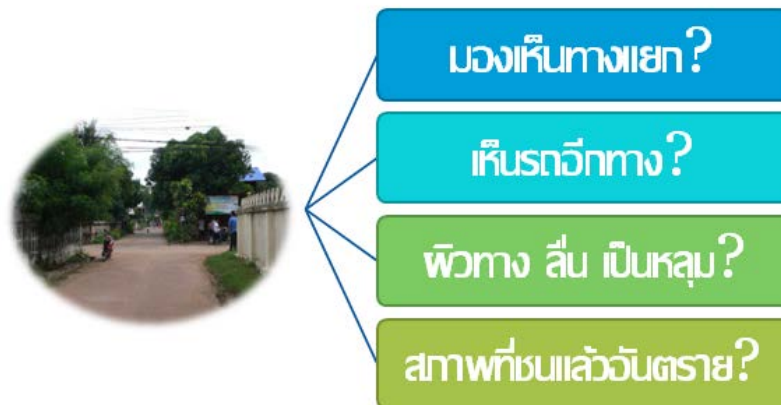 มองเห็นทางแยก?
เห็นรถอีกทาง?
ผิวทาง ลื่น เป็นหลุม?
สภาพที่ชนแล้วอันตราย?